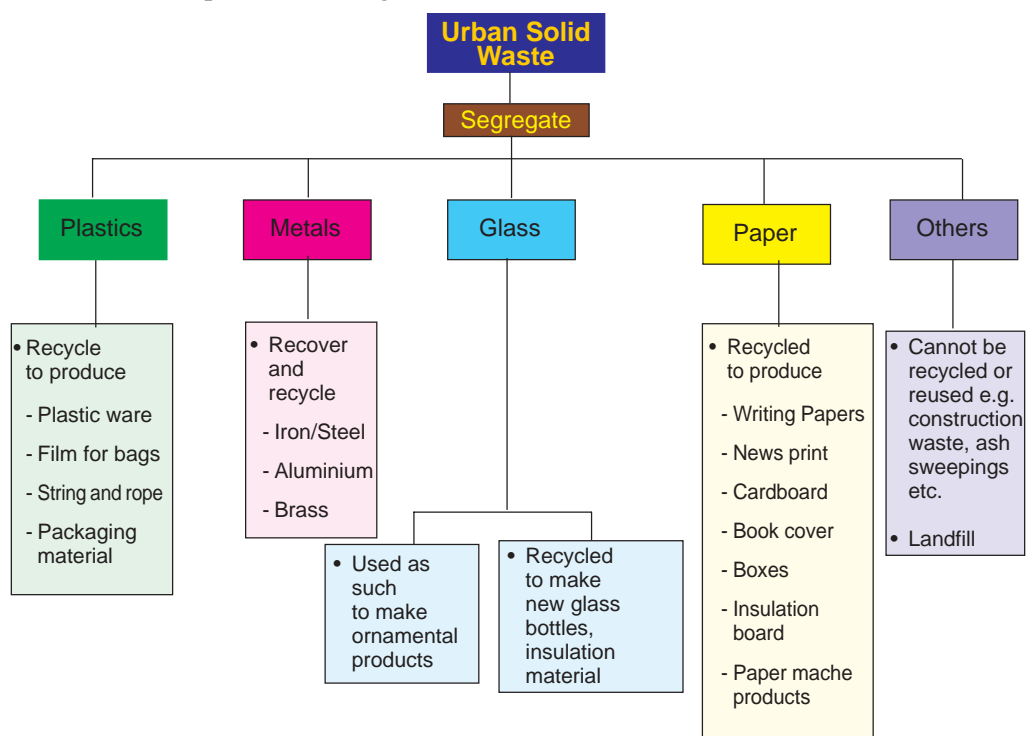 Urban Solid
Waste
Segregate
Plastics
Metals
Glass
Paper
Others
• Recycle
to produce
- Plastic ware
- Film for bags
- String and rope
- Packaging
material
• Recover
and
recycle
- Iron/Steel
- Aluminium
- Brass
• Used as
such
to make
ornamental
products
• Recycled
to make
new glass
bottles,
insulation
material
• Recycled
to produce
- Writing Papers
- News print
- Cardboard
- Book cover
- Boxes
- Insulation
board
- Paper mache
products
• Cannot be
recycled or
reused e.g.
construction
waste, ash
sweepings
etc.
• Landfill